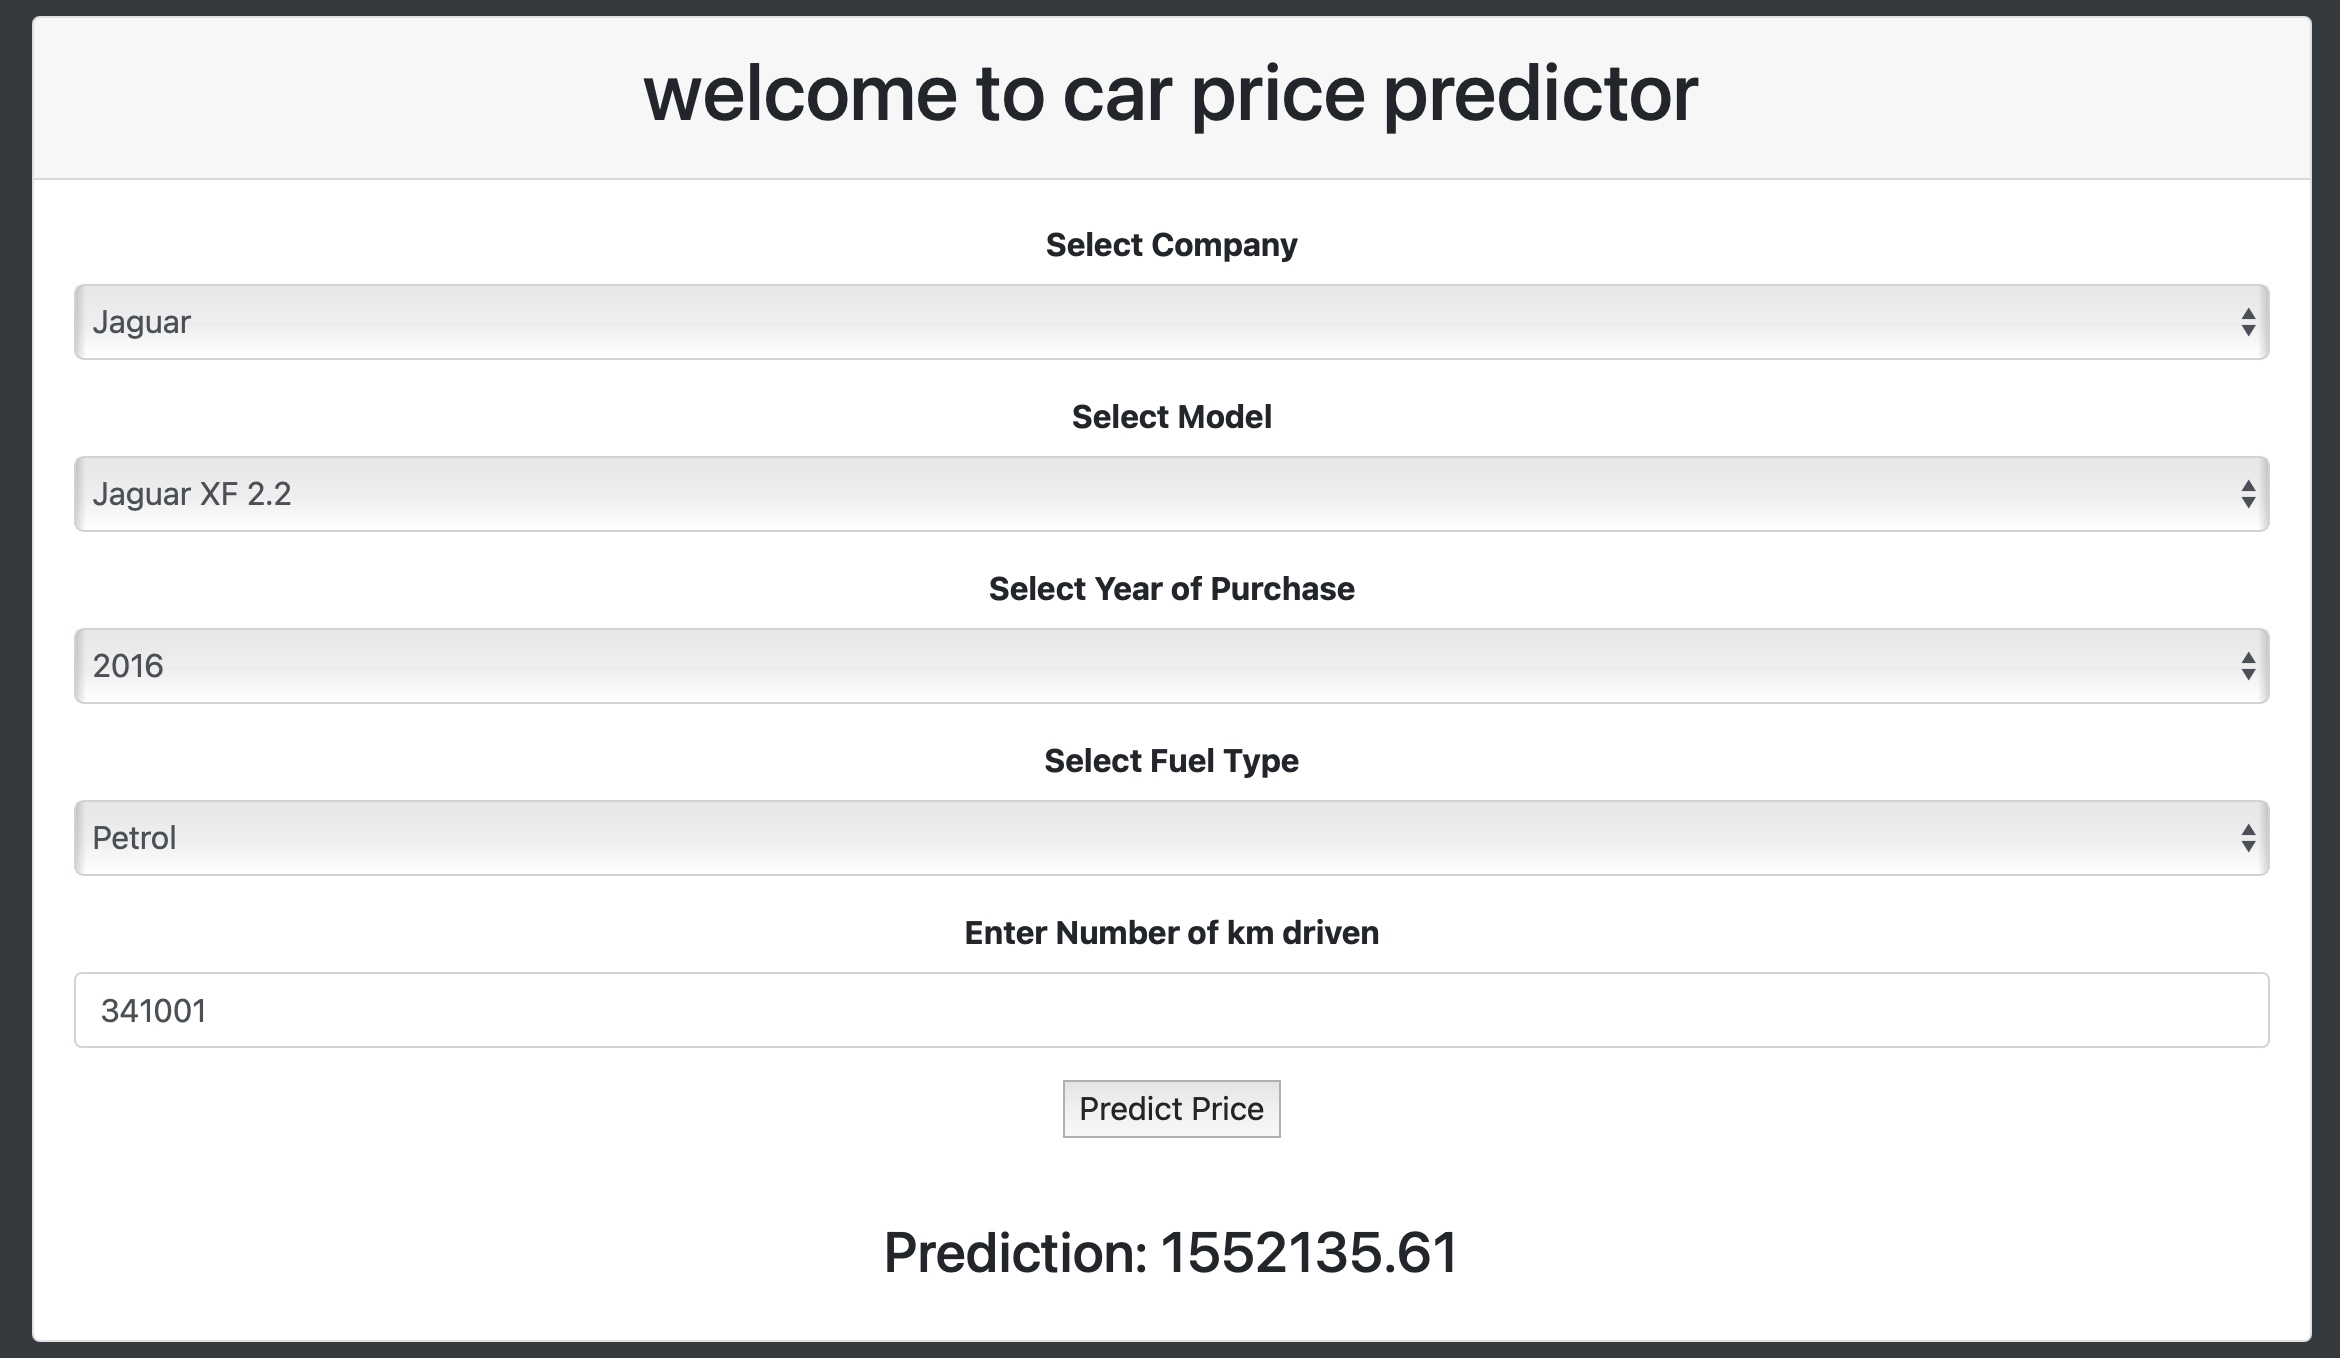 welcome to car price predictor
Select Company
Jaguar
Select Model
Jaguar XF 2.2
Select Year of Purchase
2016
Select Fuel Type
Petrol
Enter Number of km driven
341001
Predict Price
Prediction: 1552135.61